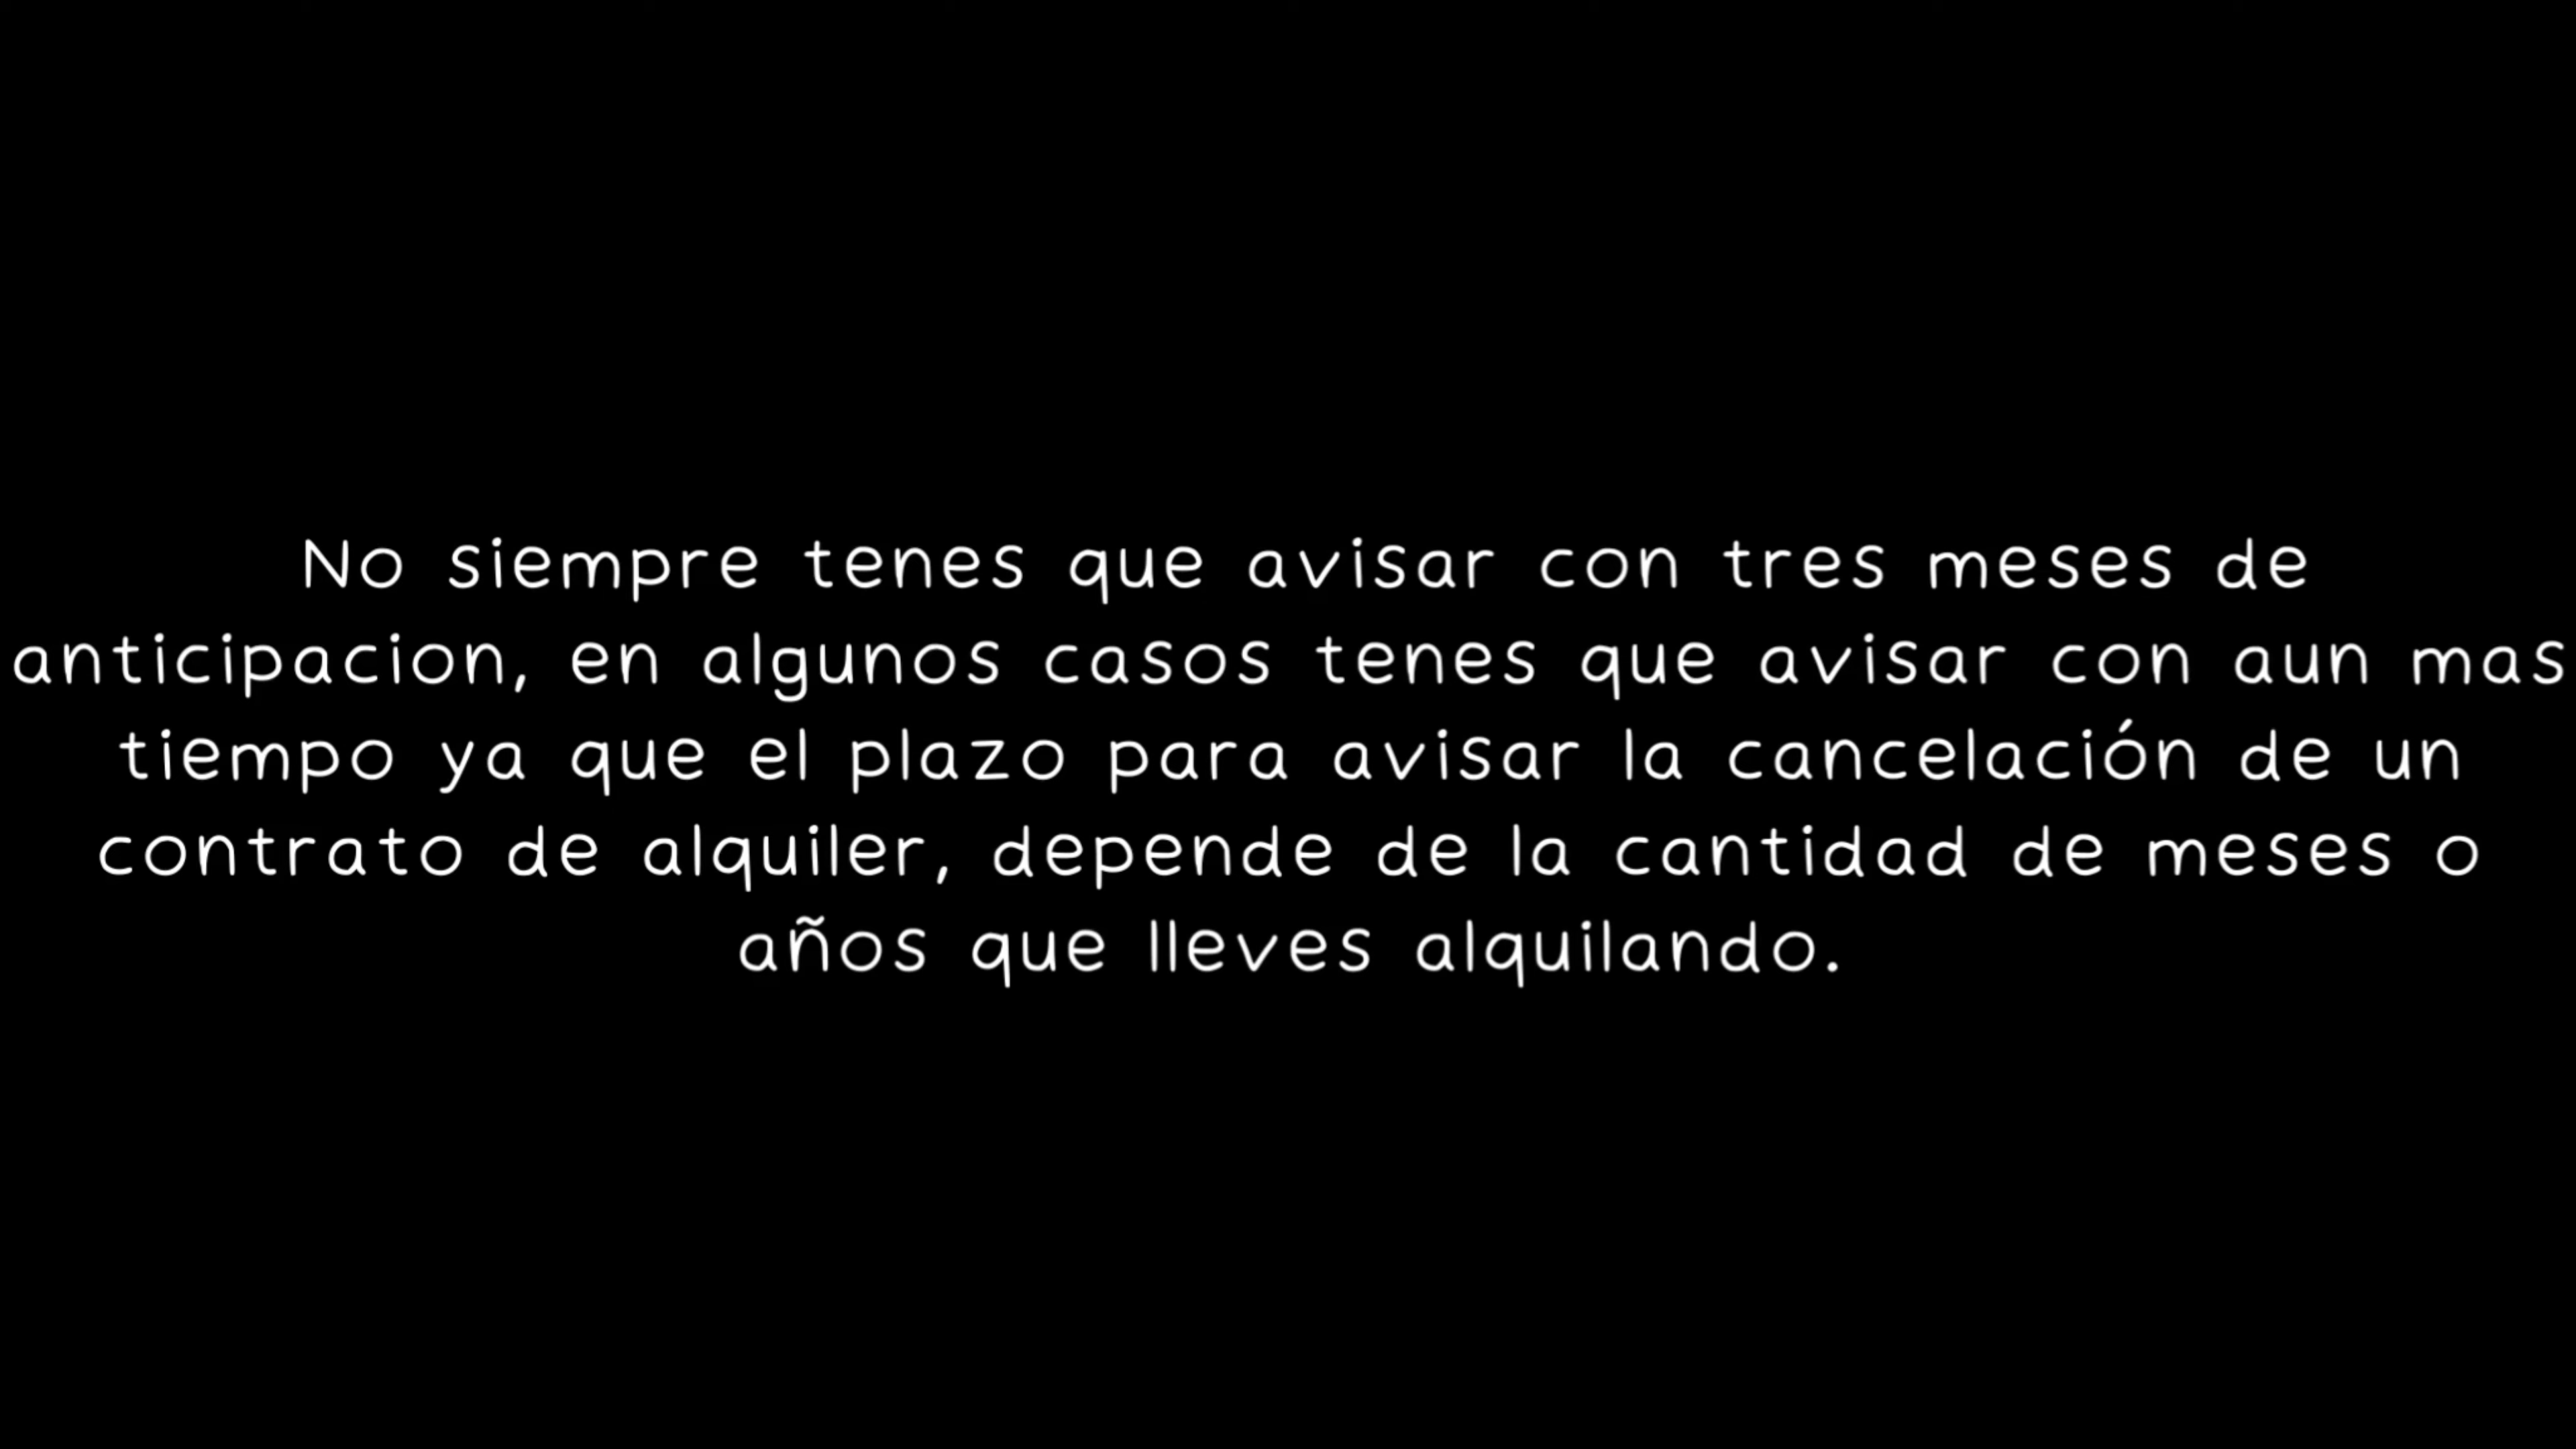 No siempre tenes que avisar con tres meses de
anticipacion, en algunos casos tenes que avisar con aun mas
tiempo ya que el plazo para avisar la cancelación de un
contrato de alquiler, depende de la cantidad de meses o
años que lleves alquilando.